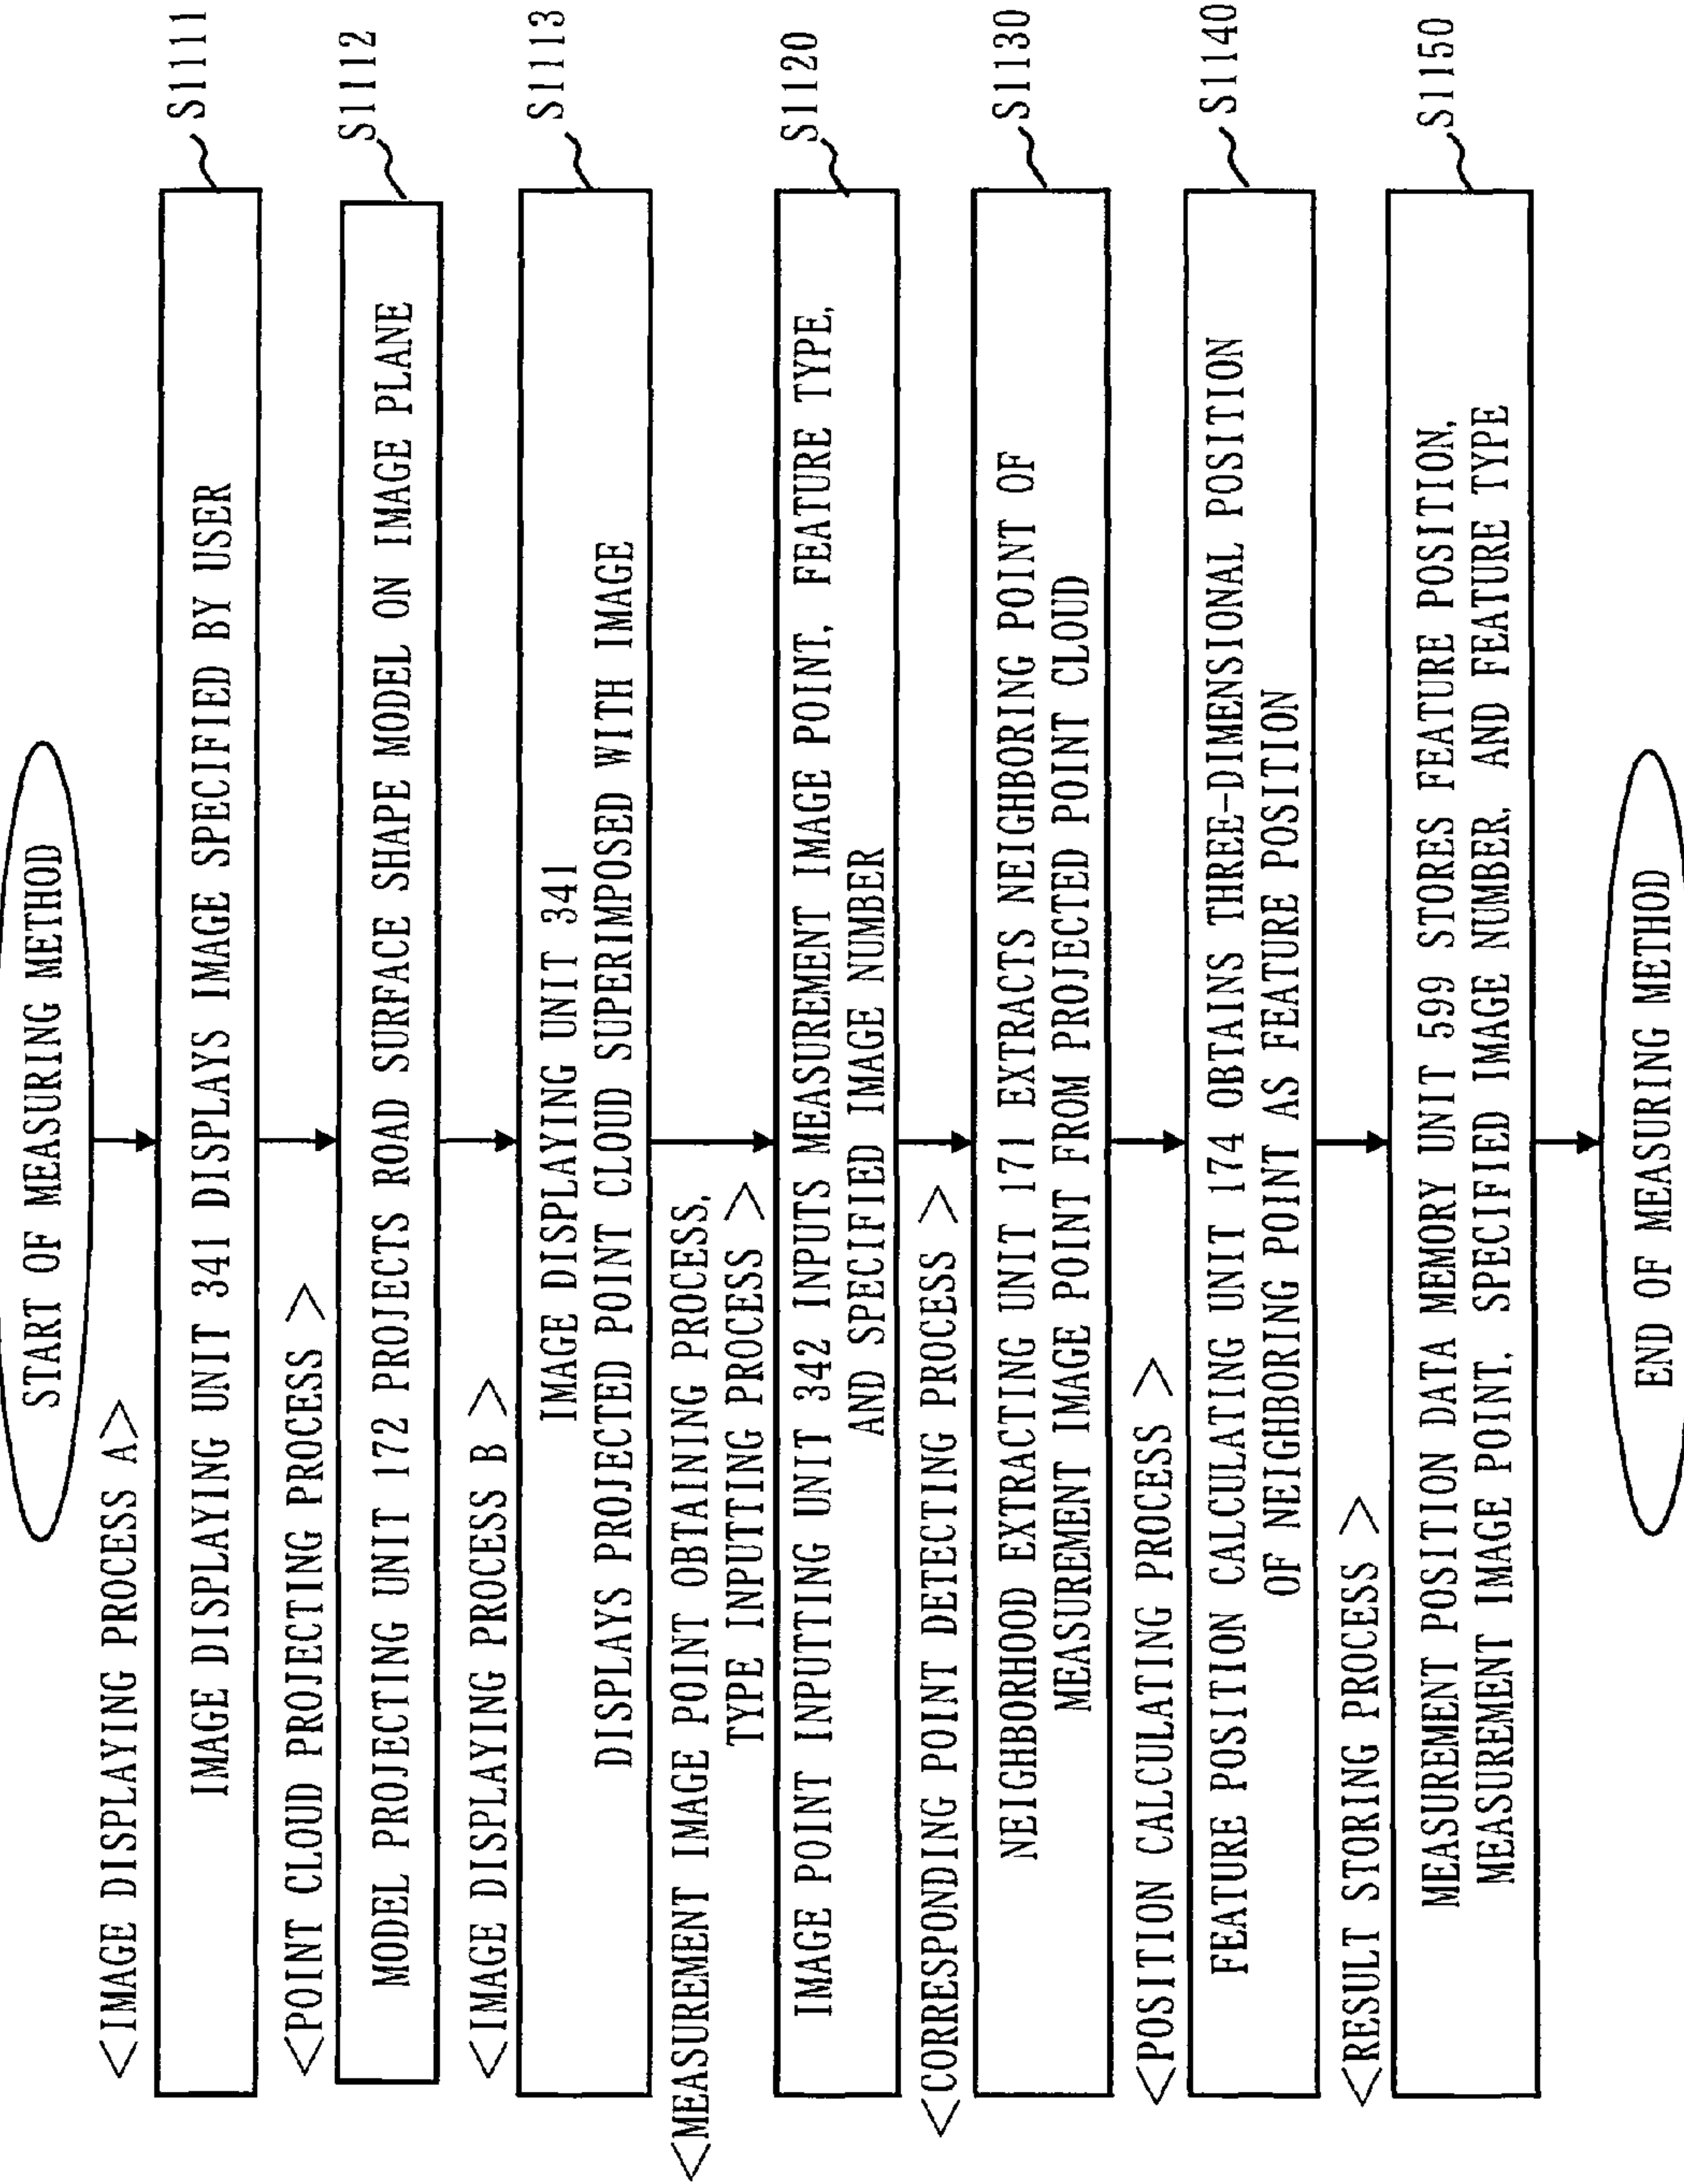 START OF MEASURING METHOD
<IMAGE DISPLAYING PROCESS A>
S1111
IMAGE DISPLAYING UNIT 341 DISPLAYS IMAGE SPECIFIED BY USER
<POINT CLOUD PROJECTING PROCESS >
S1112
MODEL PROJECTING UNIT 172 PROJECTS ROAD SURFACE SHAPE MODEL ON IMAGE PLANE
<IMAGE DISPLAYING PROCESS B >
S1113
IMAGE DISPLAYING UNIT 341
DISPLAYS PROJECTED POINT CLOUD SUPERIMPOSED WITH IMAGE
<MEASUREMENT IMAGE POINT OBTAINING PROCESS,
TYPE INPUTTING PROCESS >
S1120
IMAGE POINT INPUTTING UNIT 342 INPUTS MEASUREMENT IMAGE POINT, FEATURE TYPE,
AND SPECIFIED IMAGE NUMBER
<CORRESPONDING POINT DETECTING PROCESS >
S1130
NEIGHBORHOOD EXTRACTING UNIT 171 EXTRACTS NEIGHBORING POINT OF
MEASUREMENT IMAGE POINT FROM PROJECTED POINT CLOUD
<POSITION CALCULATING PROCESS >
S1140
FEATURE POSITION CALCULATING UNIT 174 OBTAINS THREE-DIMENSIONAL POSITION
OF NEIGHBORING POINT AS FEATURE POSITION
<RESULT STORING PROCESS >
S1150
MEASUREMENT POSITION DATA MEMORY UNIT 599 STORES FEATURE POSITION,
MEASUREMENT IMAGE POINT, SPECIFIED IMAGE NUMBER, AND FEATURE TYPE
END OF MEASURING METHOD